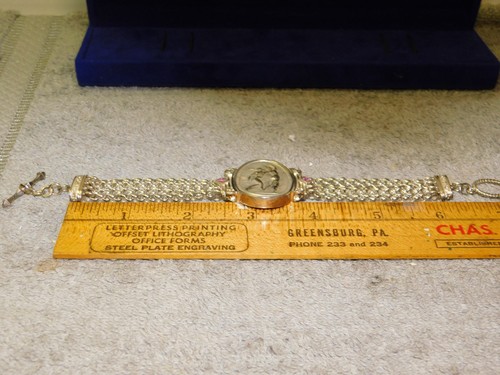 1 2 3 4 5 6
LETTERPRESS PRINTING
OFFSET LITHOGRAPHY
OFFICE FORMS
STEEL PLATE ENGRAVING
GREENSBURG, PA.
PHONE 233 and 234
CHAS.
ESTABLISHED